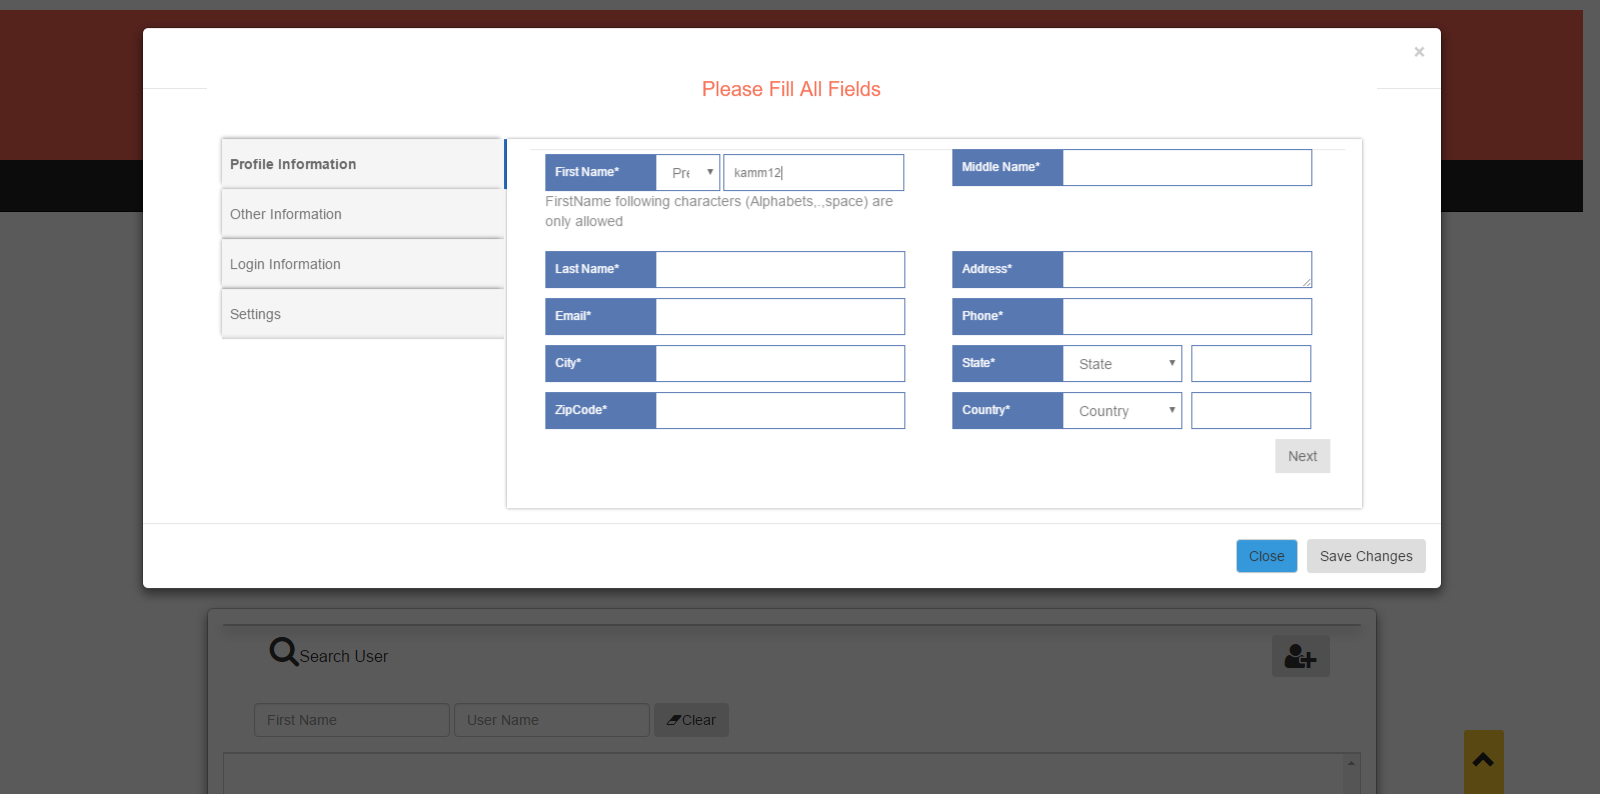 ×
Please Fill All Fields
Profile Information
Other Information
Login Information
Settings
First Name* Pre kamm12
Middle Name*
FirstName following characters (Alphabets,.,space) are
only allowed
Last Name*
Address*
Email*
Phone*
City*
State* State
ZipCode*
Country* Country
Next
Close Save Changes
Search User
First Name User Name Clear